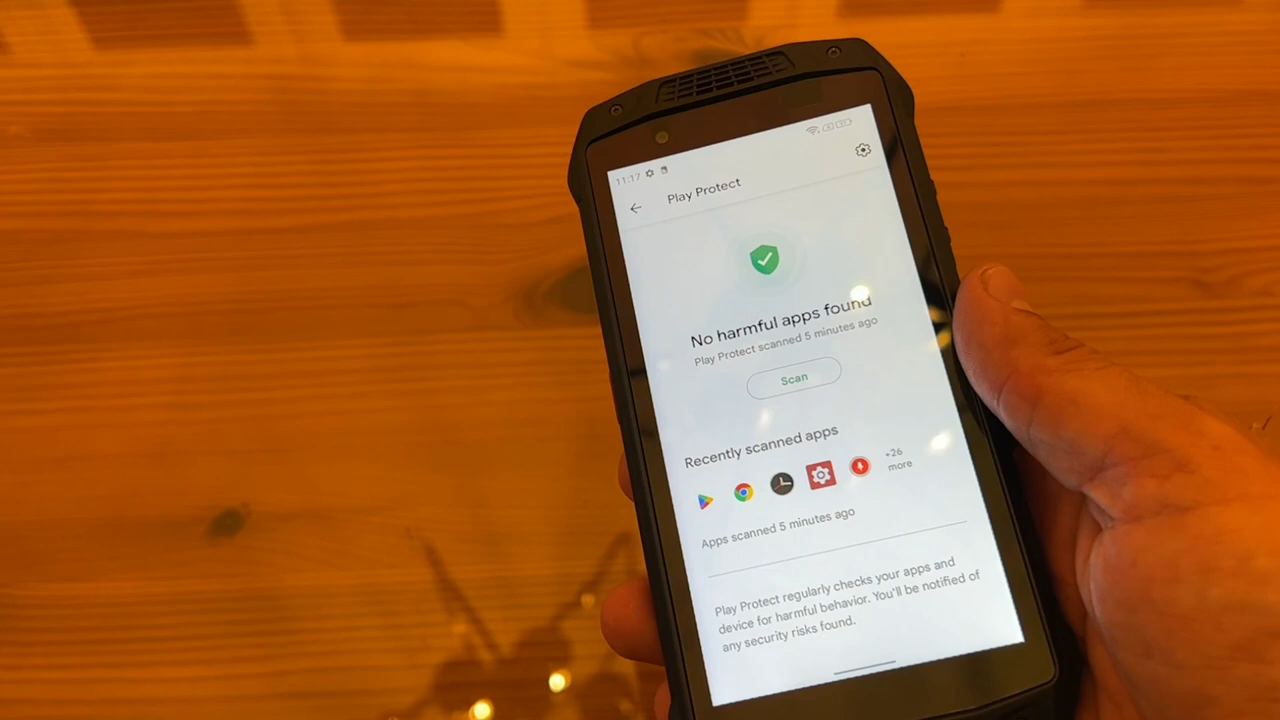 11:17
Play Protect
No harmful apps found
Play Protect scanned 5 minutes ago
Scan
Recently scanned apps
+26
more
Apps scanned 5 minutes ago
Play Protect regularly checks your apps and
device for harmful behavior. You'll be notified of
any security risks found.